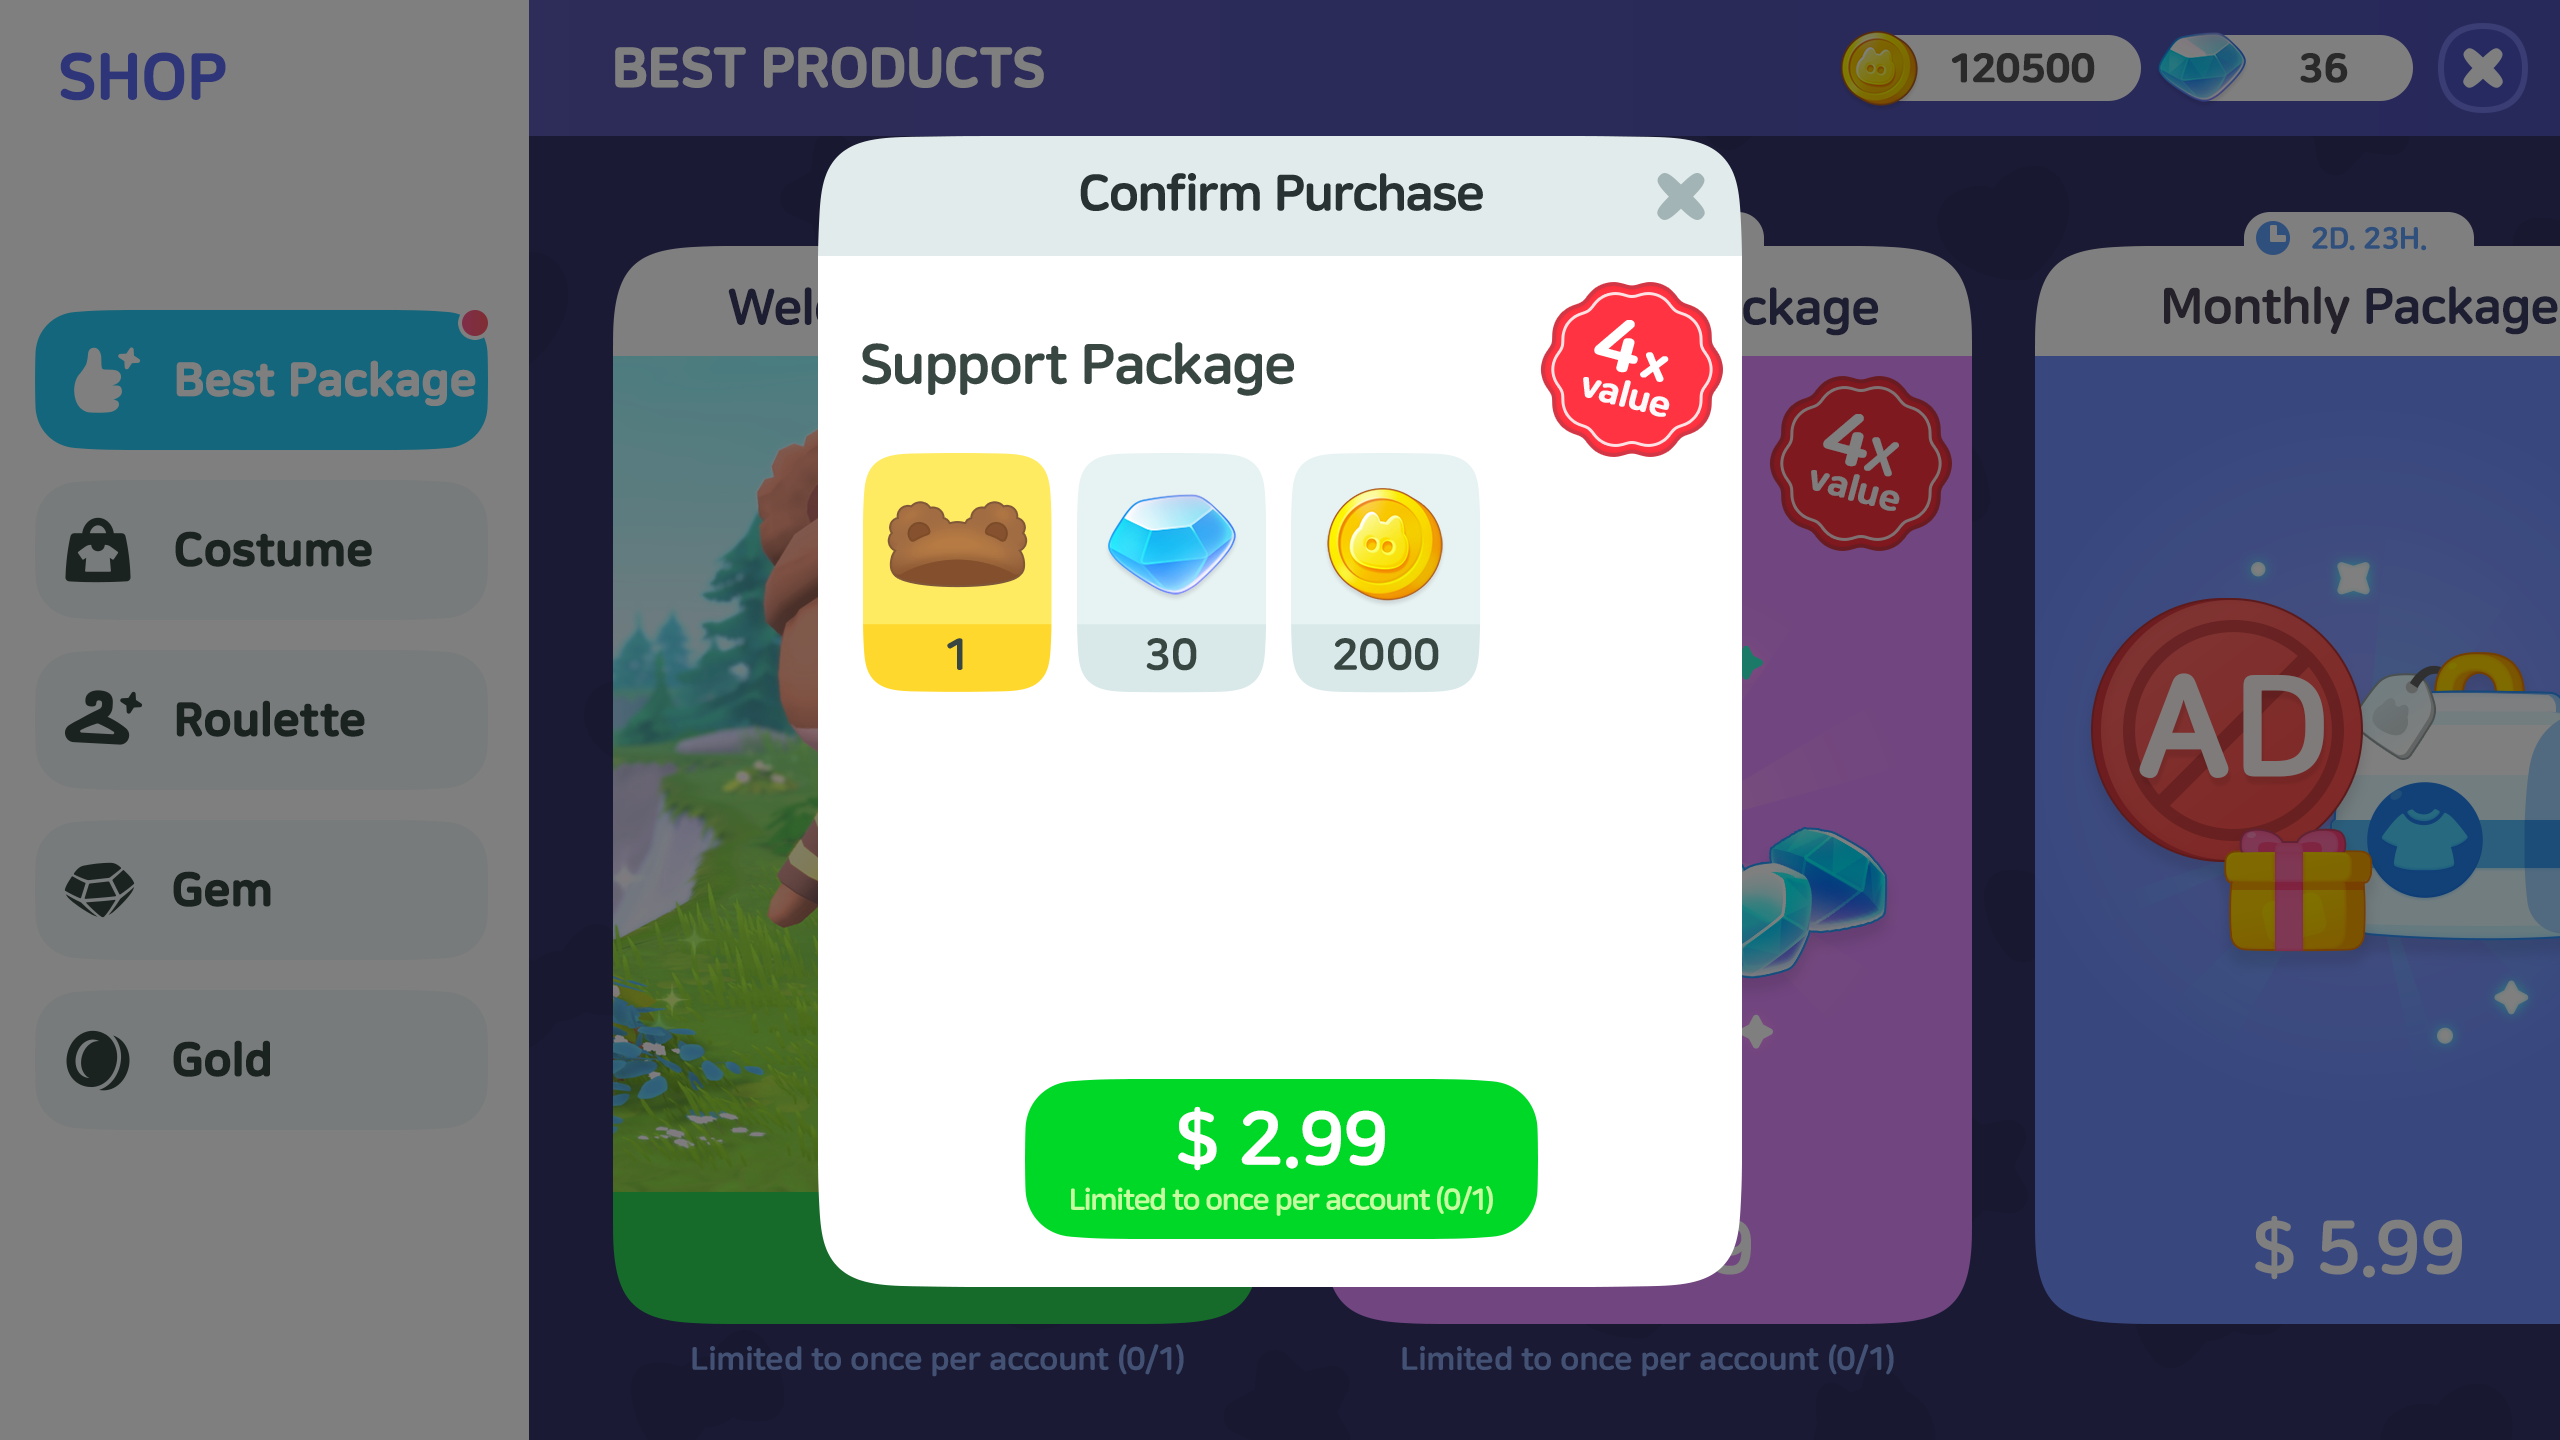 SHOP
BEST PRODUCTS
120500
36
Confirm Purchase
2D. 23H.
Monthly Package
Support Package
4x
value
4x
value
Best Package
Costume
Roulette
Gem
Gold
1
30
2000
AD
$ 2.99
Limited to once per account (0/1)
$ 5.99
Limited to once per account (0/1)
Limited to once per account (0/1)